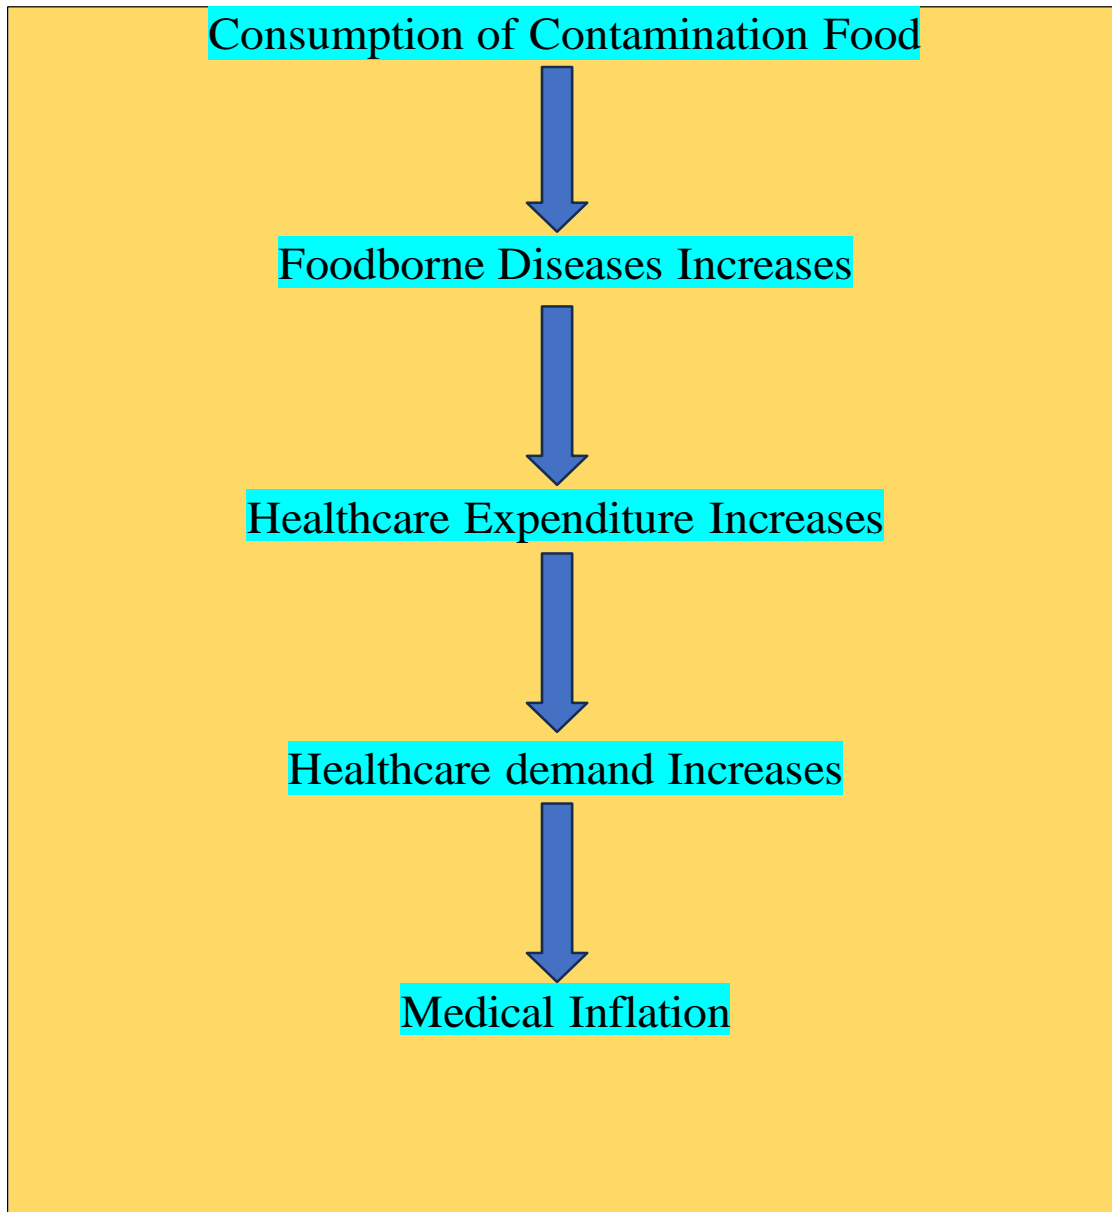 Consumption of Contamination Food
Foodborne Diseases Increases
Healthcare Expenditure Increases
Healthcare demand Increases
Medical Inflation